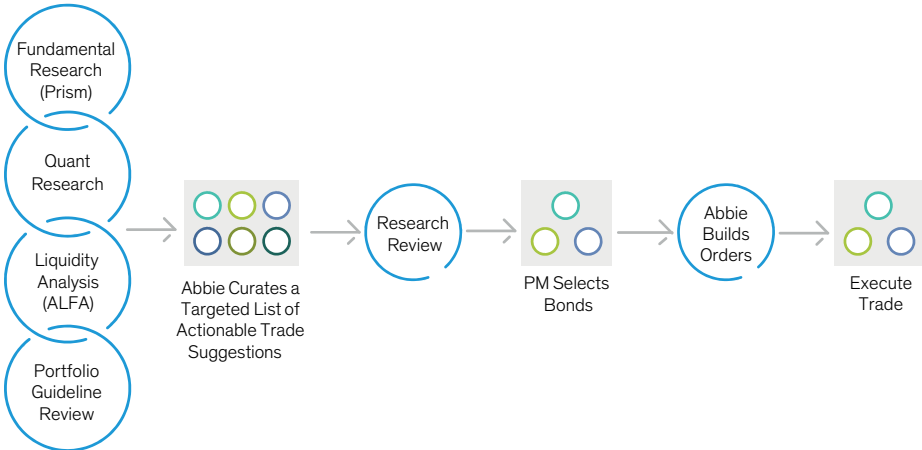 Fundamental
Research
(Prism)
Quant
Research
Liquidity
Analysis
(ALFA)
Portfolio
Guideline
Review
Abbie Curates a
Targeted List of
Actionable Trade
Suggestions
Research
Review
PM Selects
Bonds
Abbie
Builds
Orders
Execute
Trade